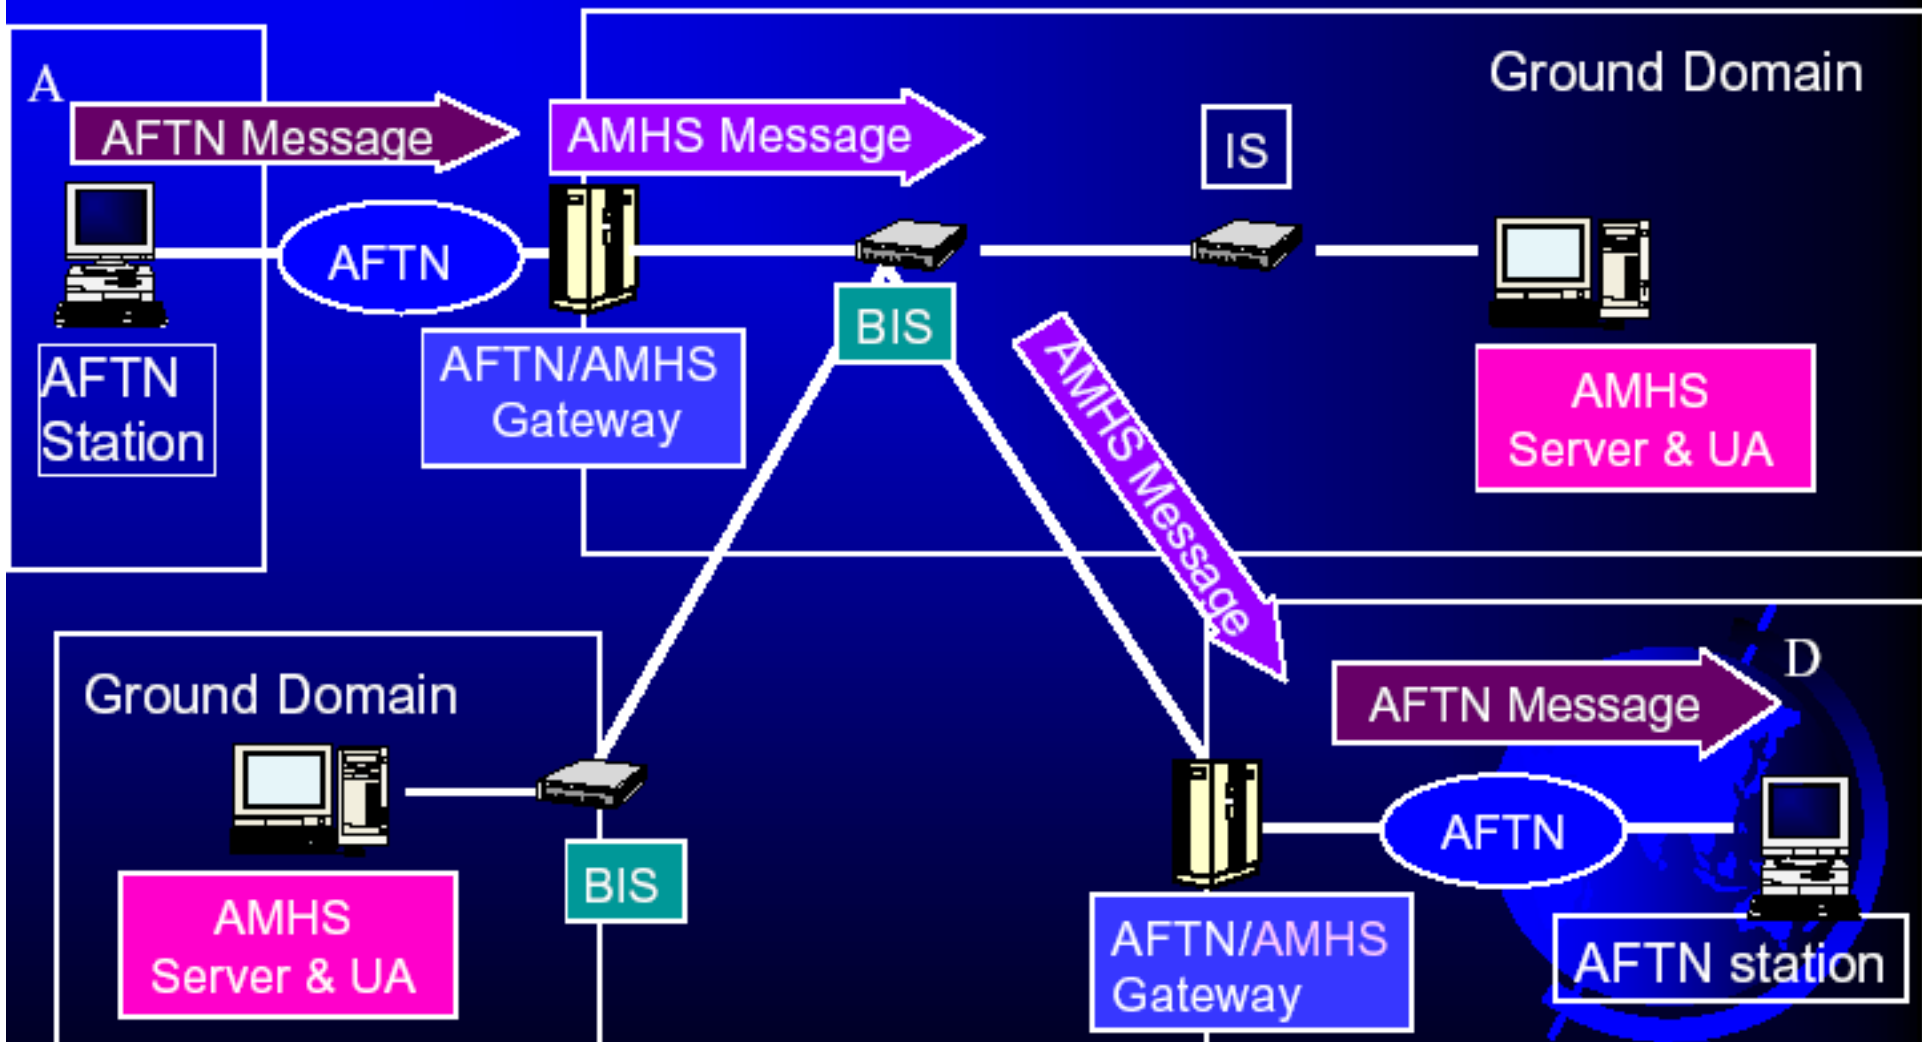 Ground Domain
A
AFTN Message
AMHS Message
IS
AFTN
BIS
AFTN
Station
AFTN/AMHS
Gateway
AMHS
Server & UA
AMHS Message
Ground Domain
D
AFTN Message
AFTN
BIS
AMHS
Server & UA
AFTN/AMHS
Gateway
AFTN station